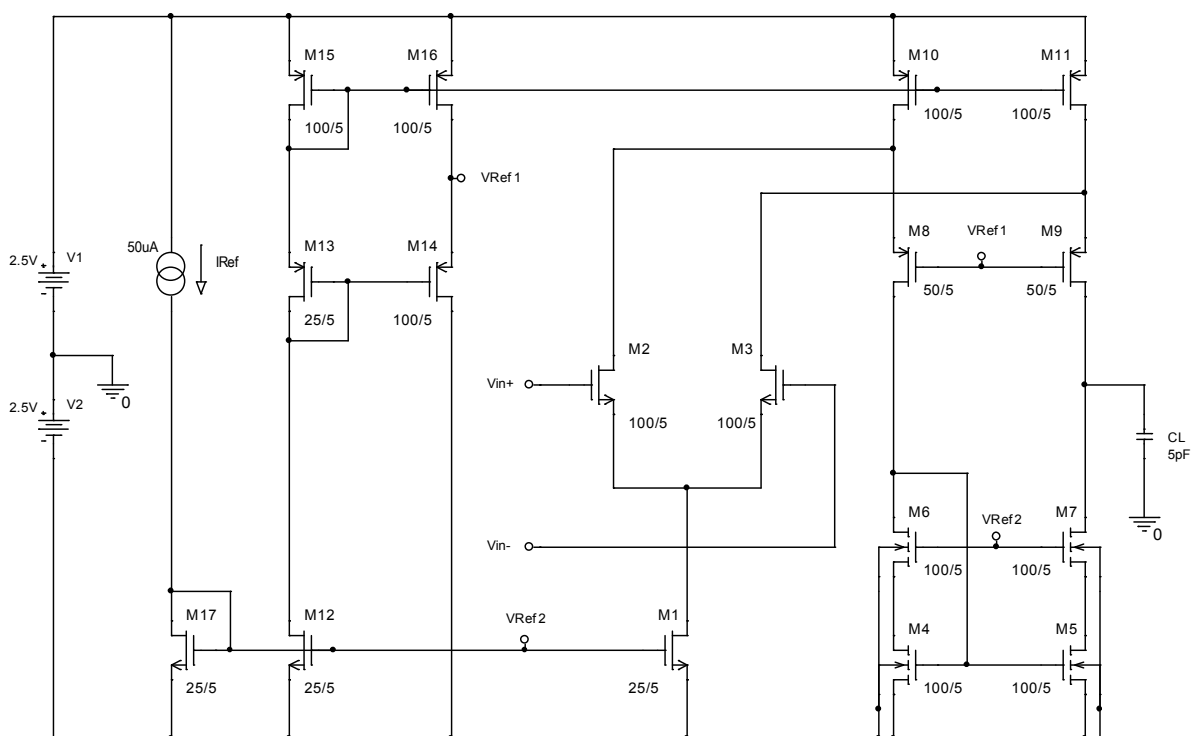 M15
M16
M10
M11
100/5
100/5
100/5
100/5
VRef1
M13
M14
M8
VRef1
M9
50uA
IRef
2.5V
+
V1
-
25/5
100/5
50/5
50/5
M2
M3
Vin+
0
2.5V
+
V2
-
100/5
100/5
CL
5pF
M6
VRef2
M7
0
Vin-
100/5
100/5
M17
M12
VRef2
M1
M4
M5
25/5
25/5
25/5
100/5
100/5